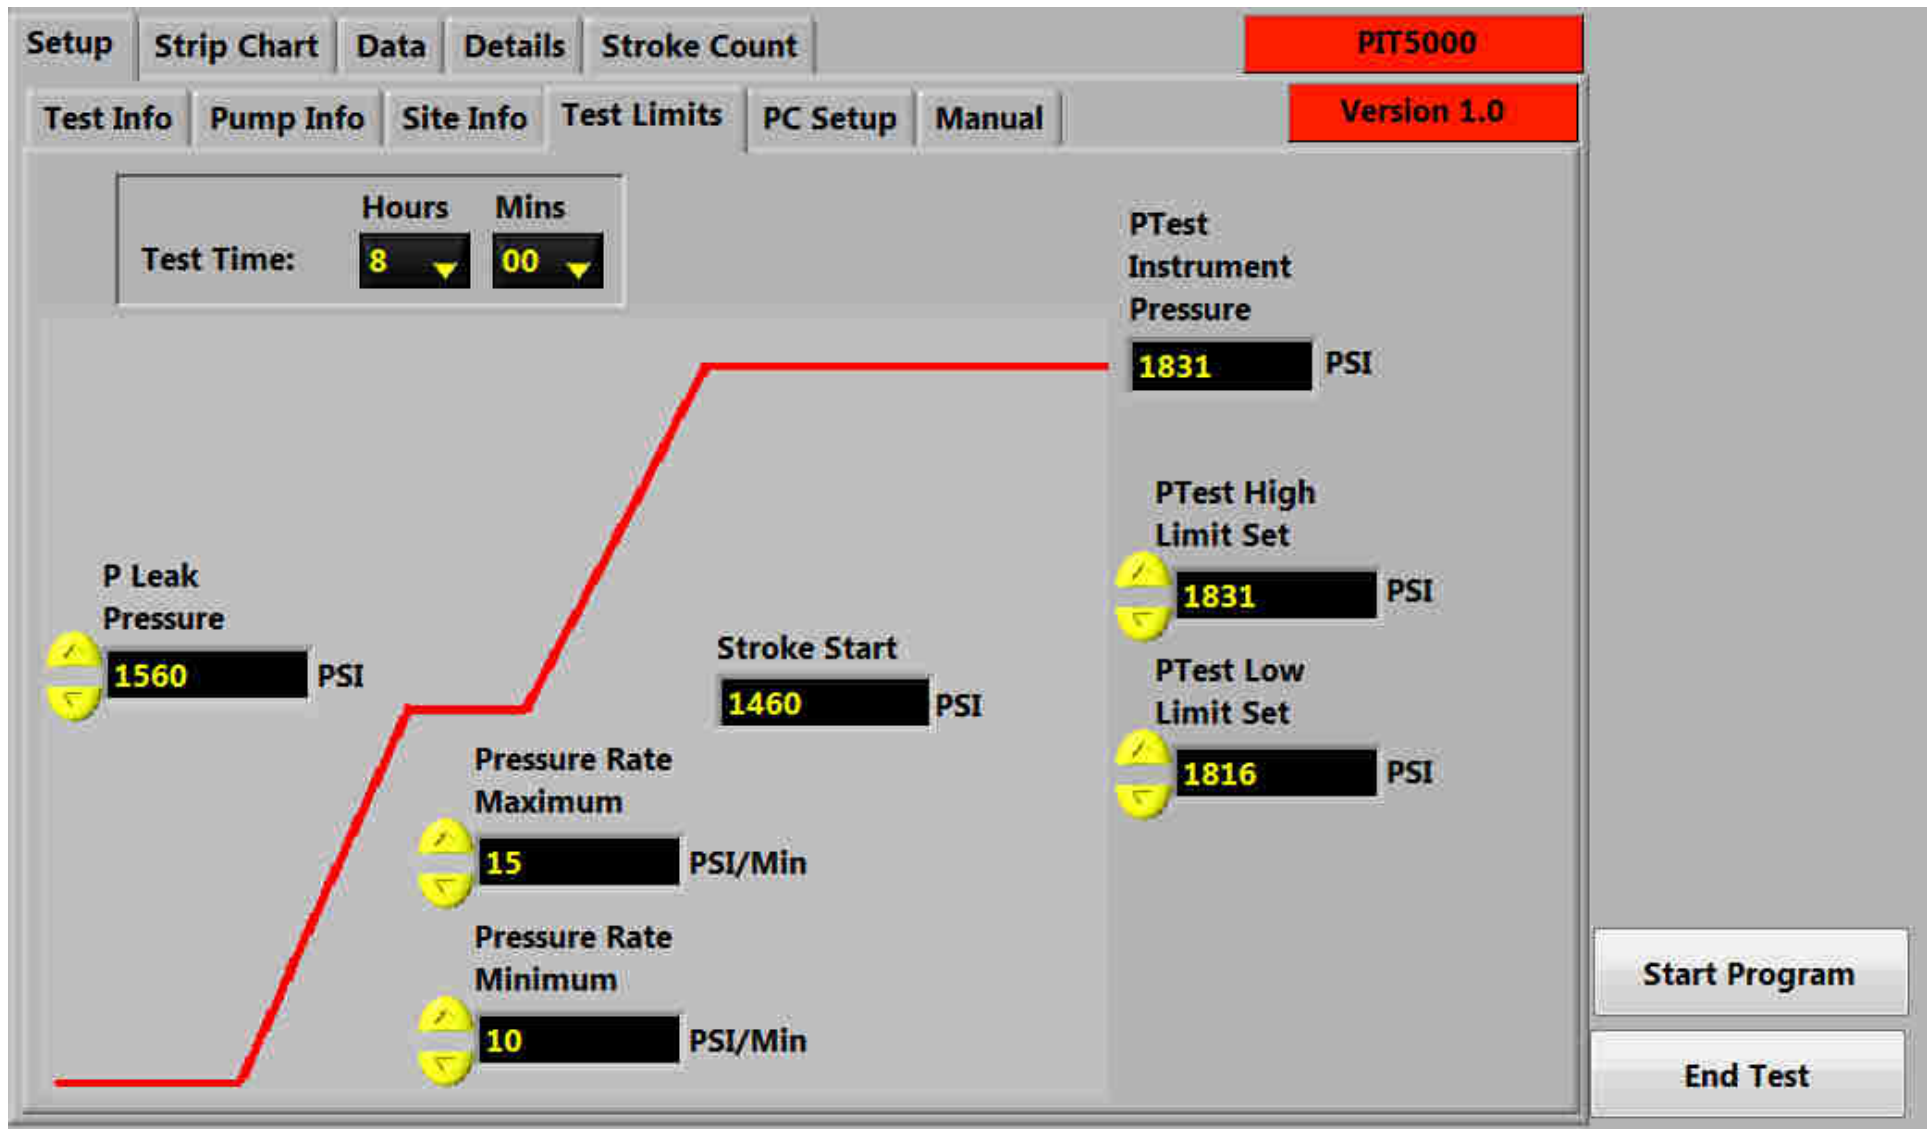 Setup Strip Chart Data Details Stroke Count
PIT5000
Test Info Pump Info Site Info Test Limits PC Setup Manual
Version 1.0
Hours Mins
Test Time: 8 00
PTest
Instrument
Pressure
1831 PSI
PTest High
Limit Set
1831 PSI
P Leak
Pressure
1560 PSI
Stroke Start
1460 PSI
PTest Low
Limit Set
1816 PSI
Pressure Rate
Maximum
15 PSI/Min
Pressure Rate
Minimum
10 PSI/Min
Start Program
End Test